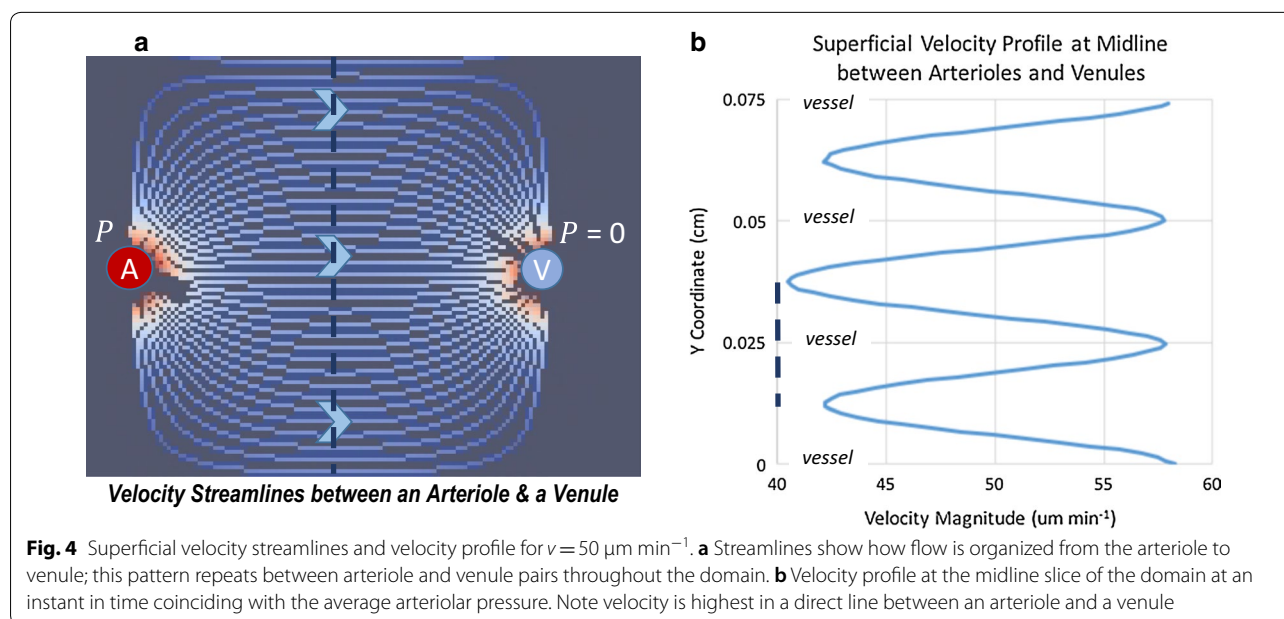 a
P
A
P = 0
V
Velocity Streamlines between an Arteriole & a Venule
b
Superficial Velocity Profile at Midline
between Arterioles and Venules
Y Coordinate (cm)
0.075
0.05
0.025
0
vessel
vessel
vessel
vessel
40
45
50
55
60
Velocity Magnitude (um min⁻¹)
Fig. 4 Superficial velocity streamlines and velocity profile for v = 50 μm min⁻¹. a Streamlines show how flow is organized from the arteriole to
venule; this pattern repeats between arteriole and venule pairs throughout the domain. b Velocity profile at the midline slice of the domain at an
instant in time coinciding with the average arteriolar pressure. Note velocity is highest in a direct line between an arteriole and a venule